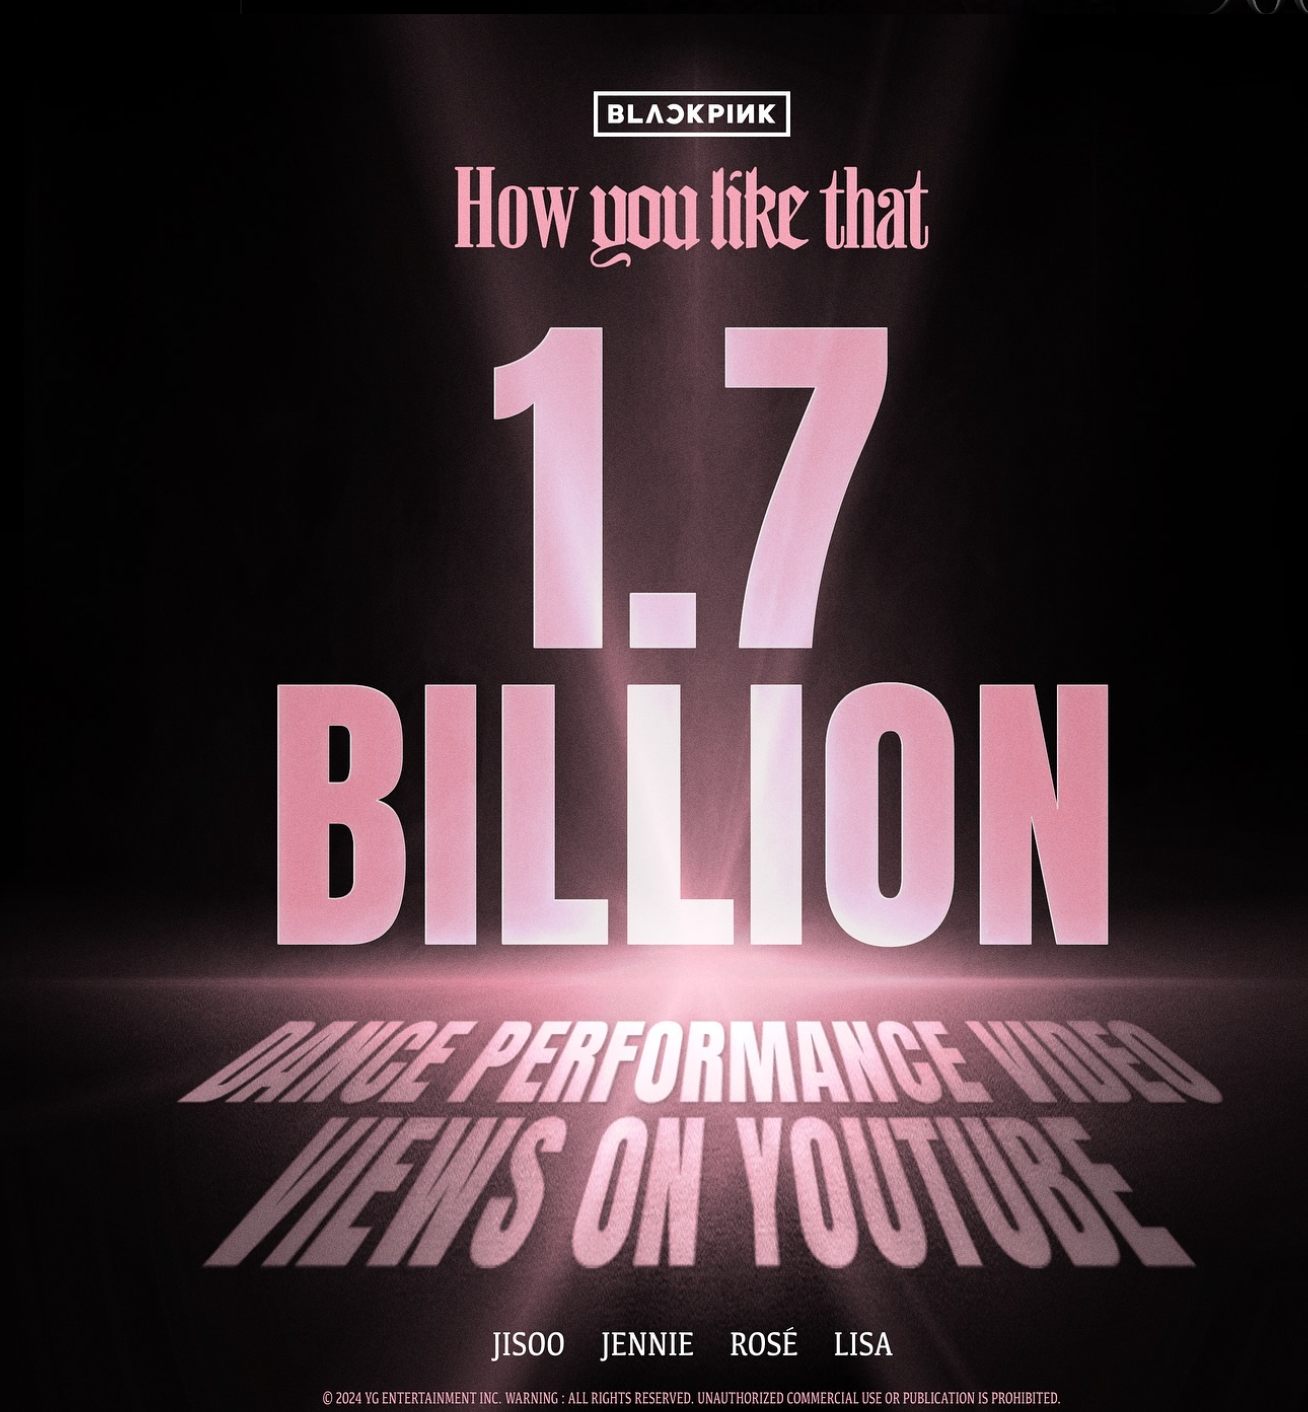 BLACKPINK
How you like that
1.7
BILLION
DANCE PERFORMANCE VIDEO
VIEWS ON YOUTUBE
JISOO JENNIE ROSÉ LISA
© 2024 YG ENTERTAINMENT INC. WARNING : ALL RIGHTS RESERVED. UNAUTHORIZED COMMERCIAL USE OR PUBLICATION IS PROHIBITED.